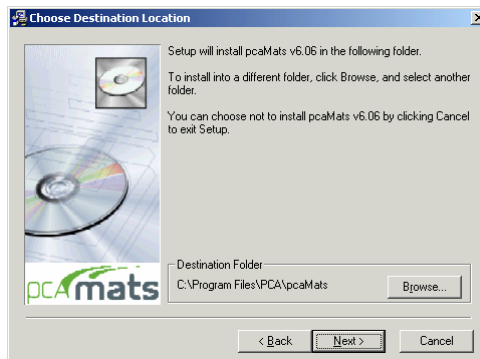 Choose Destination Location
Setup will install pcaMats v6.06 in the following folder.
To install into a different folder, click Browse, and select another
folder.
You can choose not to install pcaMats v6.06 by clicking Cancel
to exit Setup.
pcAmats
Destination Folder
C:\Program Files\PCA\pcaMats
Browse...
< Back
Next >
Cancel